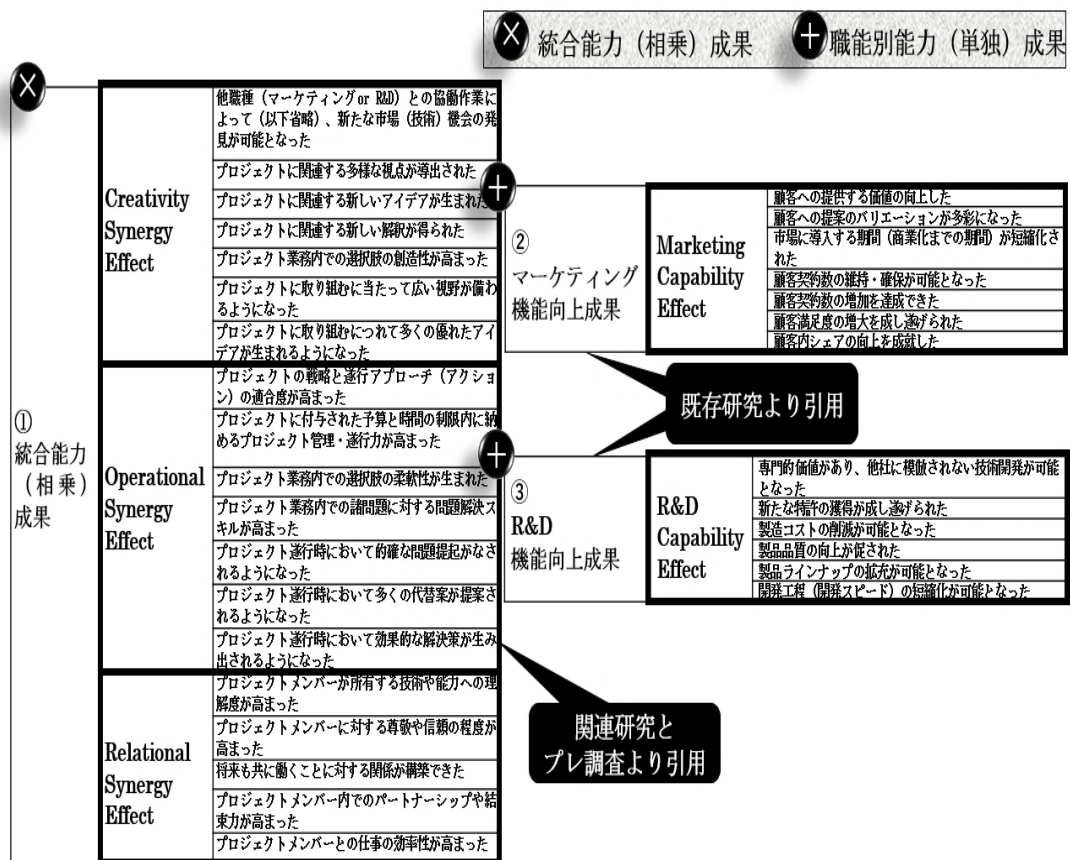 × 統合能力（相乗）成果 + 職能別能力（単独）成果
×
①
統合能力
（相乗）
成果
Creativity
Synergy
Effect
他職種（マーケティングor R&D）との協働作業に
よって（以下省略）、新たな市場（技術）機会の発
見が可能となった
プロジェクトに関連する多様な視点が導出された
プロジェクトに関連する新しいアイデアが生まれた
プロジェクトに関連する新しい解釈が得られた
プロジェクト業務内での選択肢の創造性が高まった
プロジェクトに取り組むに当たって広い視野が備わ
るようになった
プロジェクトに取り組むにつれて多くの優れたアイ
デアが生まれるようになった
Operational
Synergy
Effect
プロジェクトの戦略と遂行アプローチ（アクショ
ン）の適合度が高まった
プロジェクトに付与された予算と時間の制限内に納
めるプロジェクト管理・遂行力が高まった
プロジェクト業務内での選択肢の柔軟性が生まれた
プロジェクト業務内での諸問題に対する問題解決ス
キルが高まった
プロジェクト遂行時において的確な問題提起がなさ
れるようになった
プロジェクト遂行時において多くの代替案が提案さ
れるようになった
プロジェクト遂行時において効果的な解決策が生み
出されるようになった
Relational
Synergy
Effect
プロジェクトメンバーが所有する技術や能力への理
解度が高まった
プロジェクトメンバーに対する尊敬や信頼の程度が
高まった
将来も共に働くことに対する関係が構築できた
プロジェクトメンバー内でのパートナーシップや結
束力が高まった
プロジェクトメンバーとの仕事の効率性が高まった
+
②
マーケティング
機能向上成果
Marketing
Capability
Effect
顧客への提供する価値の向上した
顧客への提案のバリエーションが多彩になった
市場に導入する期間（商業化までの期間）が短縮化さ
れた
顧客契約数の維持・確保が可能となった
顧客契約数の増加を達成できた
顧客満足度の増大を成し遂げられた
顧客内シェアの向上を成就した
既存研究より引用
+
③
R&D
機能向上成果
R&D
Capability
Effect
専門的価値があり、他社に模倣されない技術開発が可能
となった
新たな特許の獲得が成し遂げられた
製造コストの削減が可能となった
製品品質の向上が促された
製品ラインナップの拡充が可能となった
開発工程（開発スピード）の短縮化が可能となった
関連研究と
プレ調査より引用